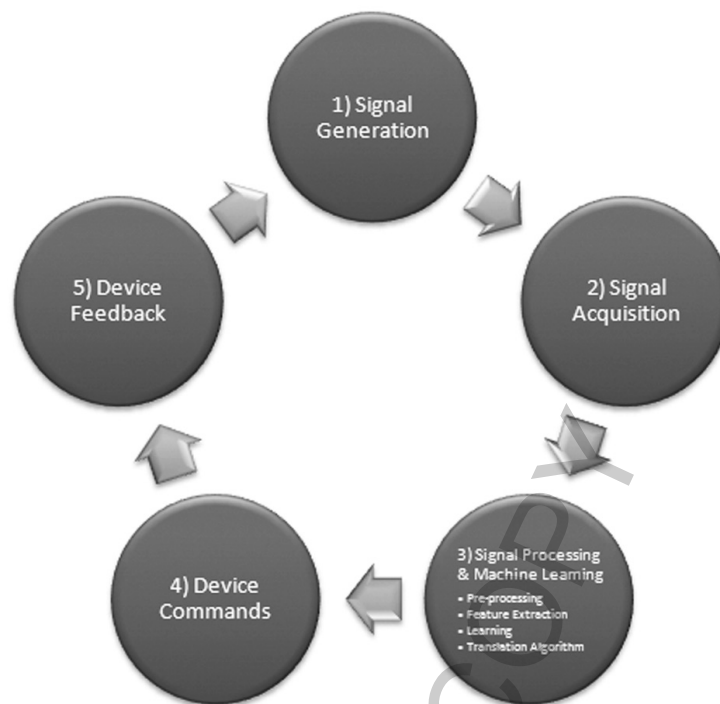 1) Signal
Generation
2) Signal
Acquisition
3) Signal Processing
& Machine Learning
▪ Pre-processing
▪ Feature Extraction
▪ Learning
▪ Translation Algorithm
4) Device
Commands
5) Device
Feedback
COPY